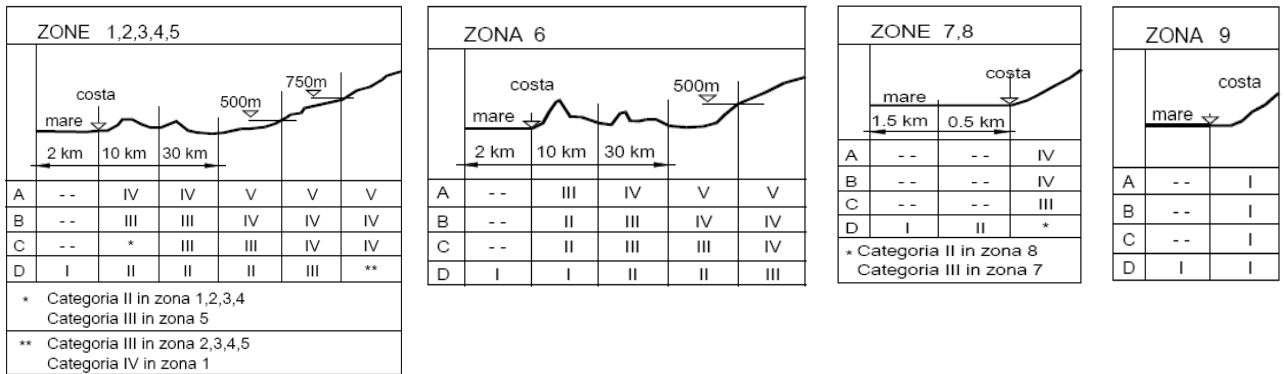 ZONE 1,2,3,4,5
750m
500m
costa
mare
2 km 10 km 30 km
A -- IV IV V V V
B -- III III IV IV IV
C -- * III III IV IV
D I II II II III **
* Categoria II in zona 1,2,3,4
Categoria III in zona 5
** Categoria III in zona 2,3,4,5
Categoria IV in zona 1
ZONA 6
costa
500m
mare
2 km 10 km 30 km
A -- III IV V V
B -- II III IV IV
C -- II III III IV
D I I II II III
ZONE 7,8
costa
mare
1.5 km 0.5 km
A -- -- IV
B -- -- IV
C -- -- III
D I II *
* Categoria II in zona 8
Categoria III in zona 7
ZONA 9
costa
mare
A -- I
B -- I
C -- I
D I I